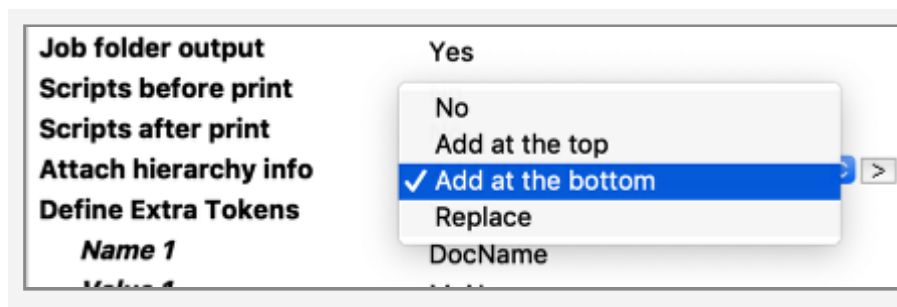 Job folder output Yes
Scripts before print
No
Scripts after print
Add at the top
Attach hierarchy info ✓ Add at the bottom >
Define Extra Tokens Replace
Name 1 DocName